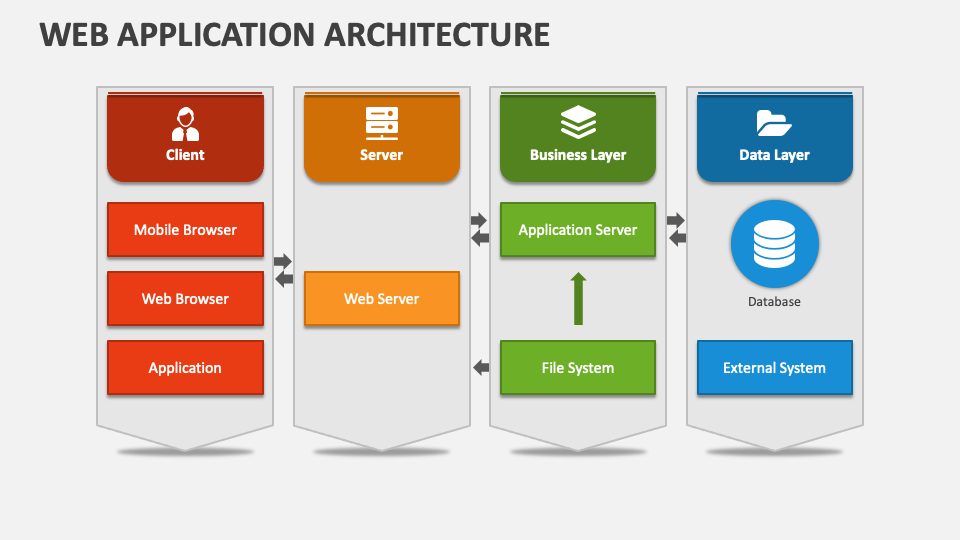 WEB APPLICATION ARCHITECTURE
Client
Mobile Browser
Web Browser
Application
Server
Web Server
Business Layer
Application Server
File System
Data Layer
Database
External System